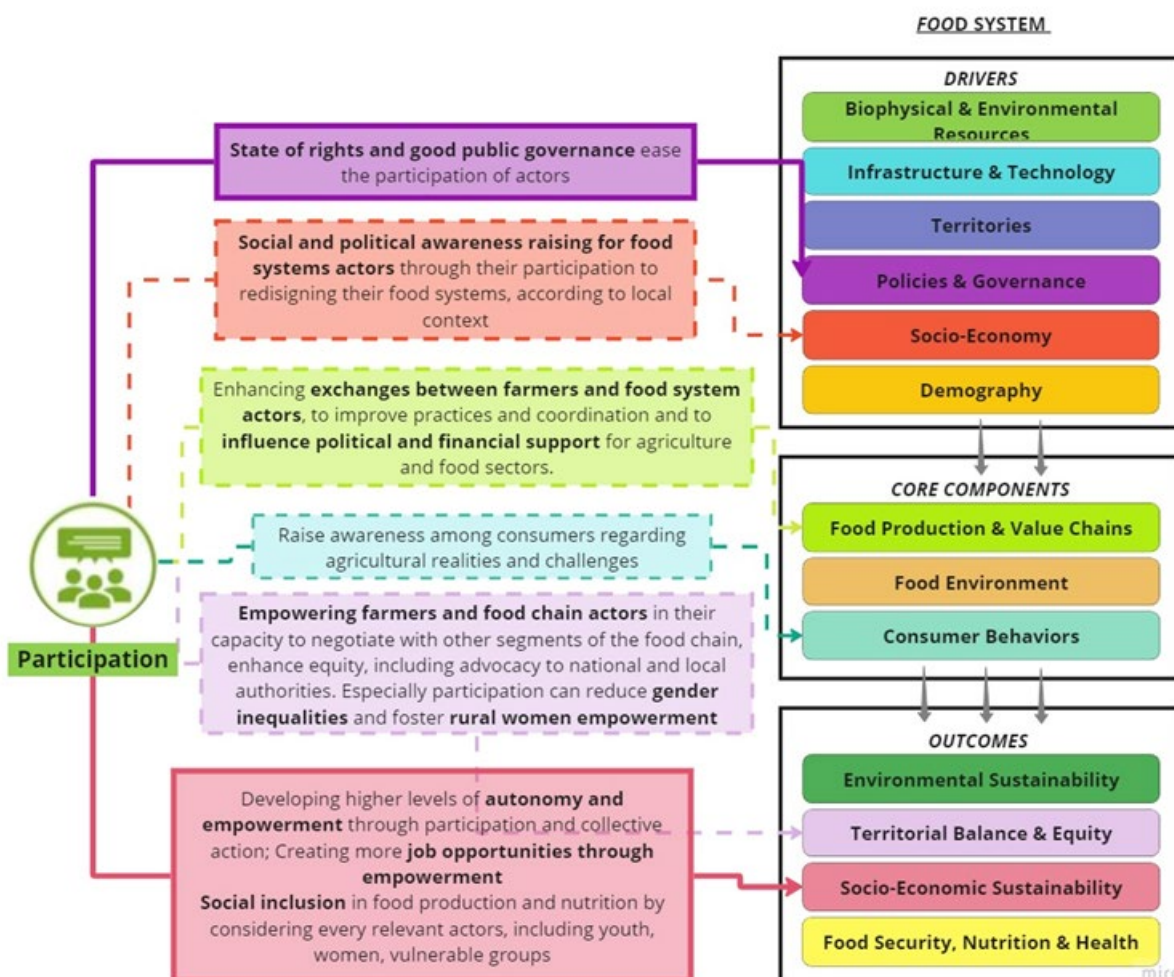 FOOD SYSTEM
DRIVERS
Biophysical & Environmental
Resources
Infrastructure & Technology
Territories
Policies & Governance
Socio-Economy
Demography
State of rights and good public governance ease
the participation of actors
Social and political awareness raising for food
systems actors through their participation to
redisigning their food systems, according to local
context
Enhancing exchanges between farmers and food system
actors, to improve practices and coordination and to
influence political and financial support for agriculture
and food sectors.
CORE COMPONENTS
Food Production & Value Chains
Food Environment
Consumer Behaviors
Raise awareness among consumers regarding
agricultural realities and challenges
Participation
Empowering farmers and food chain actors in their
capacity to negotiate with other segments of the food chain,
enhance equity, including advocacy to national and local
authorities. Especially participation can reduce gender
inequalities and foster rural women empowerment
OUTCOMES
Environmental Sustainability
Territorial Balance & Equity
Socio-Economic Sustainability
Food Security, Nutrition & Health
Developing higher levels of autonomy and
empowerment through participation and collective
action; Creating more job opportunities through
empowerment
Social inclusion in food production and nutrition by
considering every relevant actors, including youth,
women, vulnerable groups